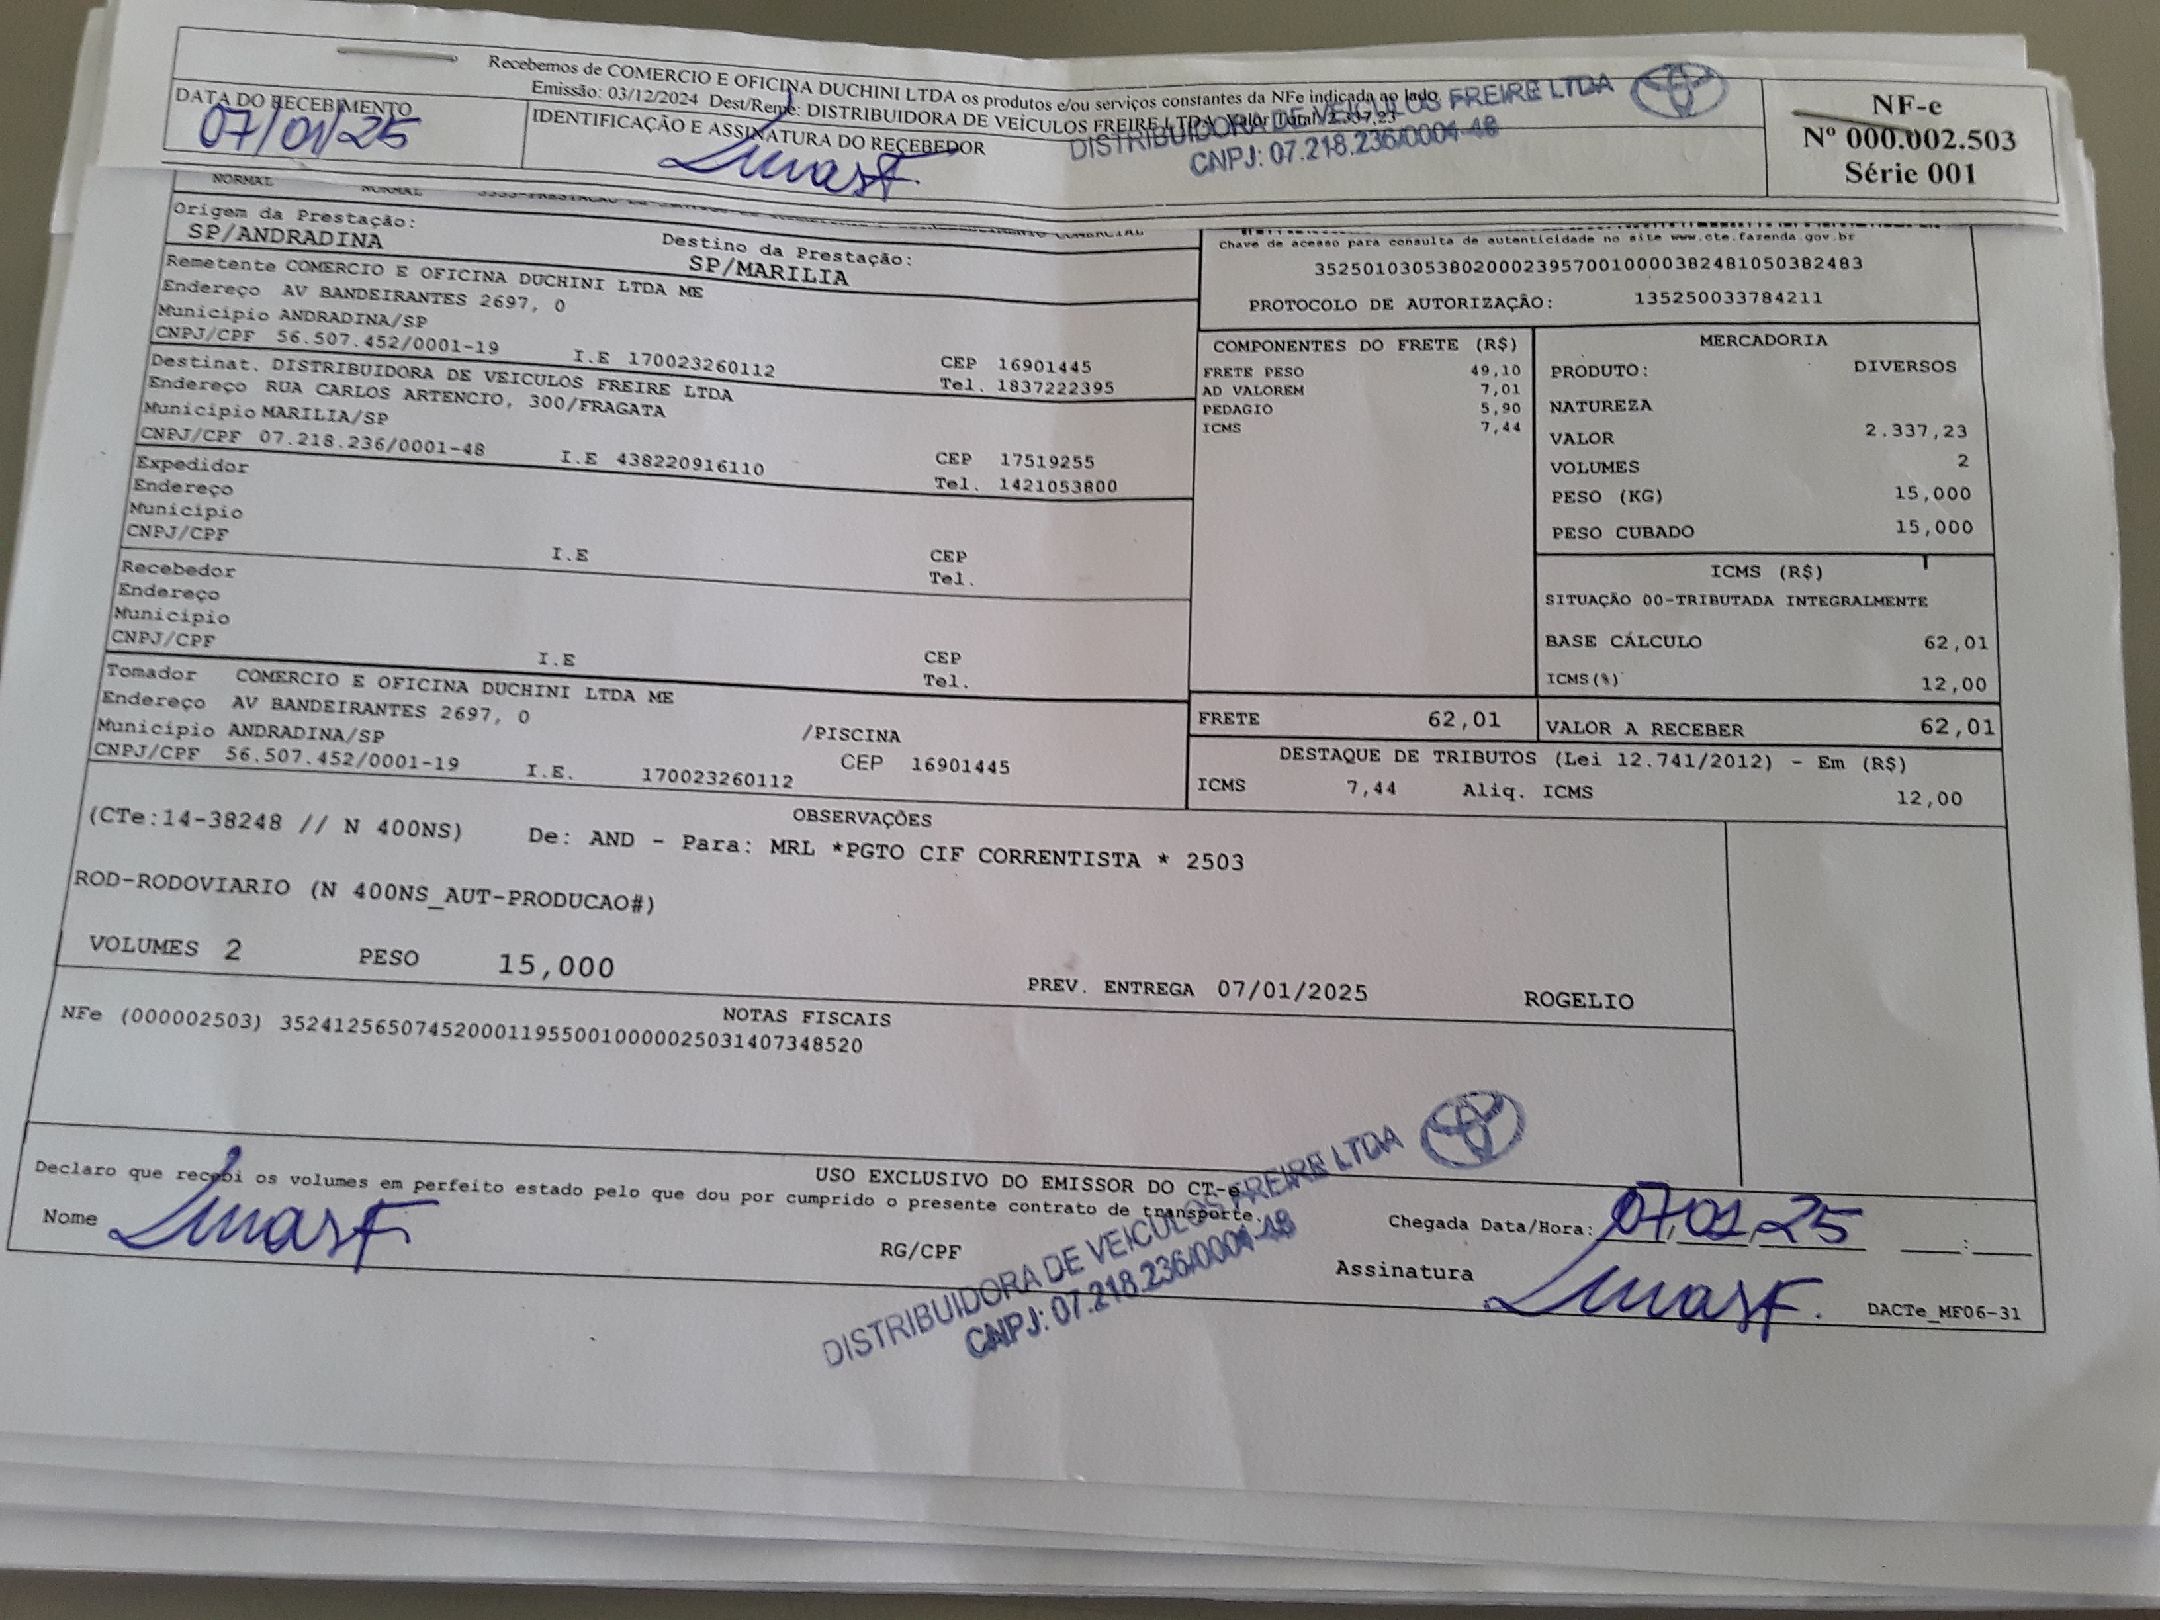 Recebemos de COMERCIO E OFICINA DUCHINI LTDA os produtos e/ou serviços constantes da NFe indicada ao lado
Emissão: 03/12/2024 Dest/Reme: DISTRIBUIDORA DE VEÍCULOS FREIRE LTDA Valor Total: 2.337,23
DATA DO RECEBIMENTO
07/01/25
IDENTIFICAÇÃO E ASSINATURA DO RECEBEDOR
DISTRIBUIDORA DE VEICULOS FREIRE LTDA
CNPJ: 07.218.236/0001-48
NF-e
Nº 000.002.503
Série 001
NORMAL NORMAL
Origem da Prestação:
SP/ANDRADINA
Destino da Prestação:
SP/MARILIA
Remetente COMERCIO E OFICINA DUCHINI LTDA ME
Endereço AV BANDEIRANTES 2697, 0
Município ANDRADINA/SP
CNPJ/CPF 56.507.452/0001-19 I.E 170023260112 CEP 16901445
Tel. 1837222395
Destinat. DISTRIBUIDORA DE VEICULOS FREIRE LTDA
Endereço RUA CARLOS ARTENCIO, 300/FRAGATA
Município MARILIA/SP
CNPJ/CPF 07.218.236/0001-48 I.E 438220916110 CEP 17519255
Tel. 1421053800
Expedidor
Endereço
Município
CNPJ/CPF I.E CEP
Tel.
Recebedor
Endereço
Município
CNPJ/CPF I.E CEP
Tel.
Tomador COMERCIO E OFICINA DUCHINI LTDA ME
Endereço AV BANDEIRANTES 2697, 0
Município ANDRADINA/SP /PISCINA
CNPJ/CPF 56.507.452/0001-19 I.E. 170023260112 CEP 16901445
Chave de acesso para consulta de autenticidade no site www.cte.fazenda.gov.br
35250103053802000239570010000382481050382483
PROTOCOLO DE AUTORIZAÇÃO: 135250033784211
COMPONENTES DO FRETE (R$)
FRETE PESO 49,10
AD VALOREM 7,01
PEDAGIO 5,90
ICMS 7,44
MERCADORIA
PRODUTO: DIVERSOS
NATUREZA
VALOR 2.337,23
VOLUMES 2
PESO (KG) 15,000
PESO CUBADO 15,000
ICMS (R$)
SITUAÇÃO 00-TRIBUTADA INTEGRALMENTE
BASE CÁLCULO 62,01
ICMS(%) 12,00
FRETE 62,01
VALOR A RECEBER 62,01
DESTAQUE DE TRIBUTOS (Lei 12.741/2012) - Em (R$)
ICMS 7,44 Aliq. ICMS 12,00
OBSERVAÇÕES
(CTe:14-38248 // N 400NS) De: AND - Para: MRL *PGTO CIF CORRENTISTA * 2503
ROD-RODOVIARIO (N 400NS_AUT-PRODUCAO#)
VOLUMES 2 PESO 15,000
PREV. ENTREGA 07/01/2025 ROGELIO
NOTAS FISCAIS
NFe (000002503) 35241256507452000119550010000025031407348520
USO EXCLUSIVO DO EMISSOR DO CT-e
Declaro que recebi os volumes em perfeito estado pelo que dou por cumprido o presente contrato de transporte.
Nome
RG/CPF
Chegada Data/Hora: 07,01,25 :
Assinatura
DISTRIBUIDORA DE VEICULOS FREIRE LTDA
CNPJ: 07.218.236/0001-48
DACTe_MF06-31